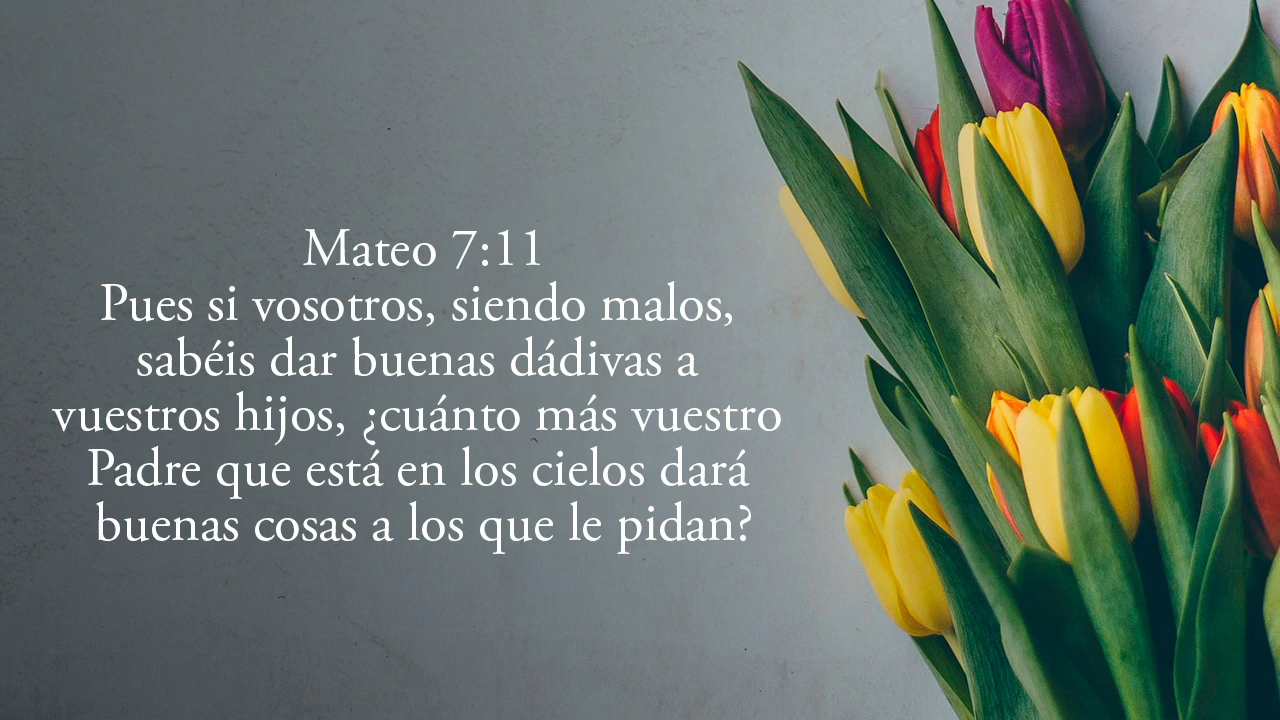 Mateo 7:11
Pues si vosotros, siendo malos,
sabéis dar buenas dádivas a
vuestros hijos, ¿cuánto más vuestro
Padre que está en los cielos dará
buenas cosas a los que le pidan?